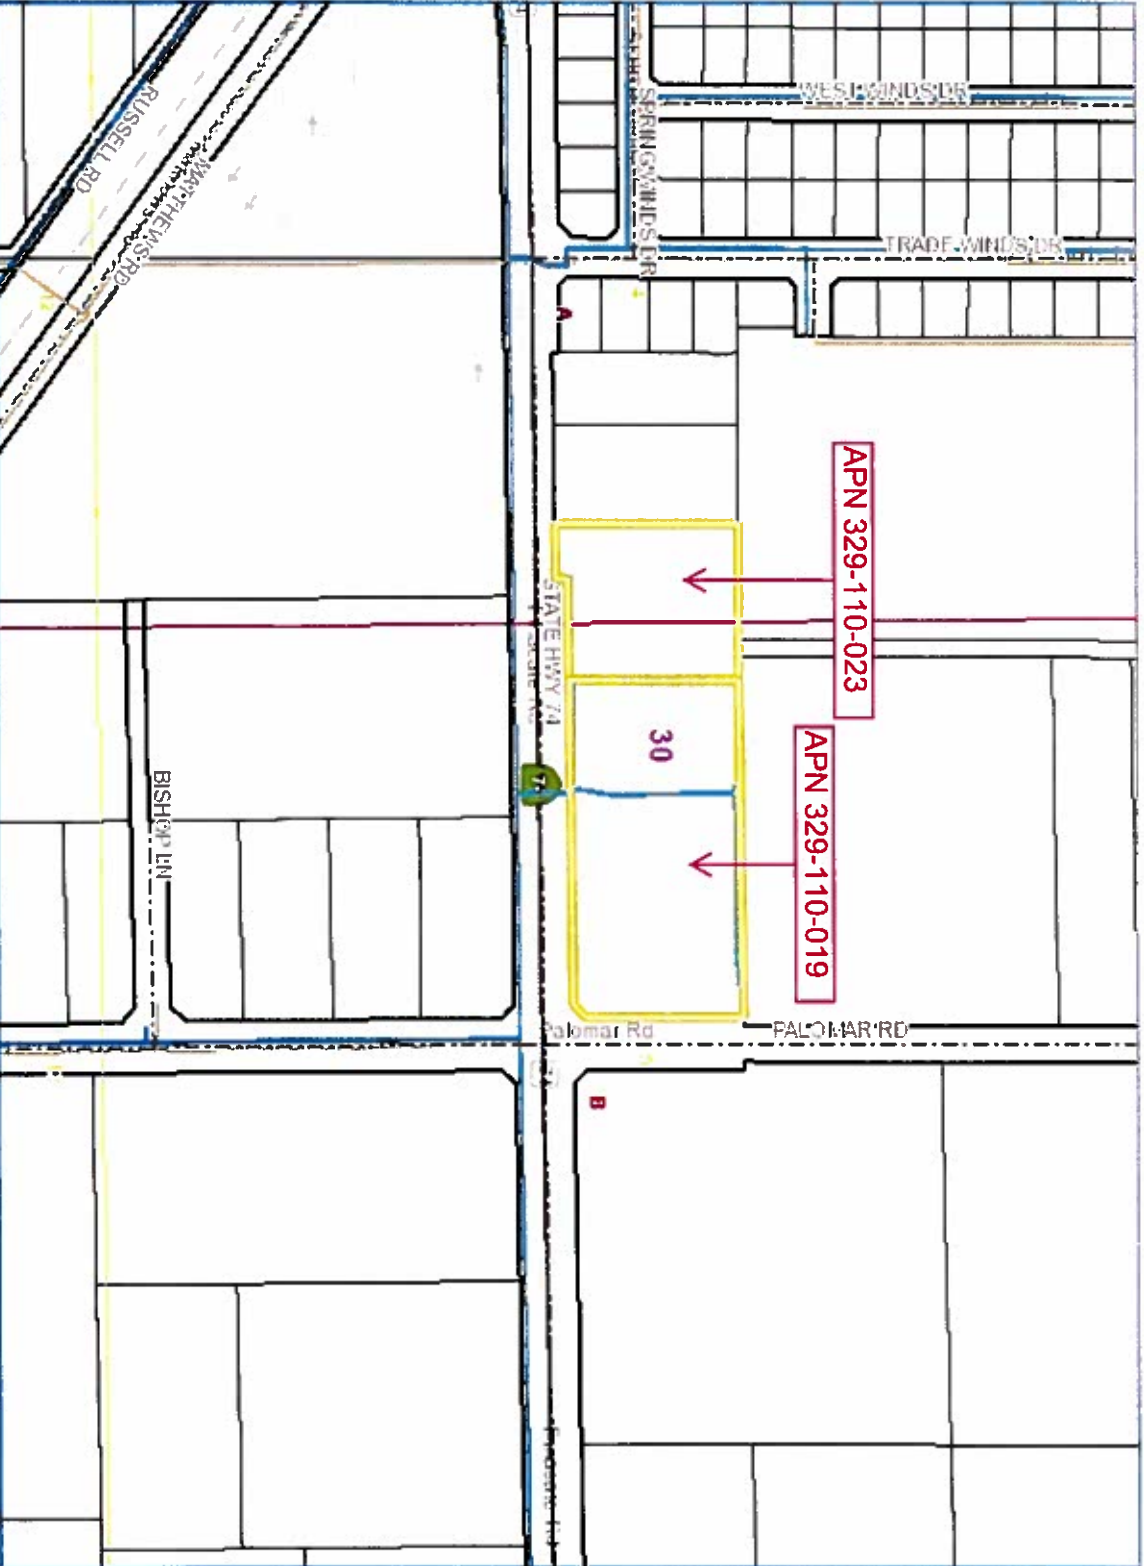 WEST WINDS DR
SPRING WINDS DR
TRADE WINDS DR
RUSSELL RD
MATTHEWS RD
A
APN 329-110-023
STATE HWY 74
30
74
APN 329-110-019
BISHOP LN
Palomar Rd
PALOMAR RD
74
B